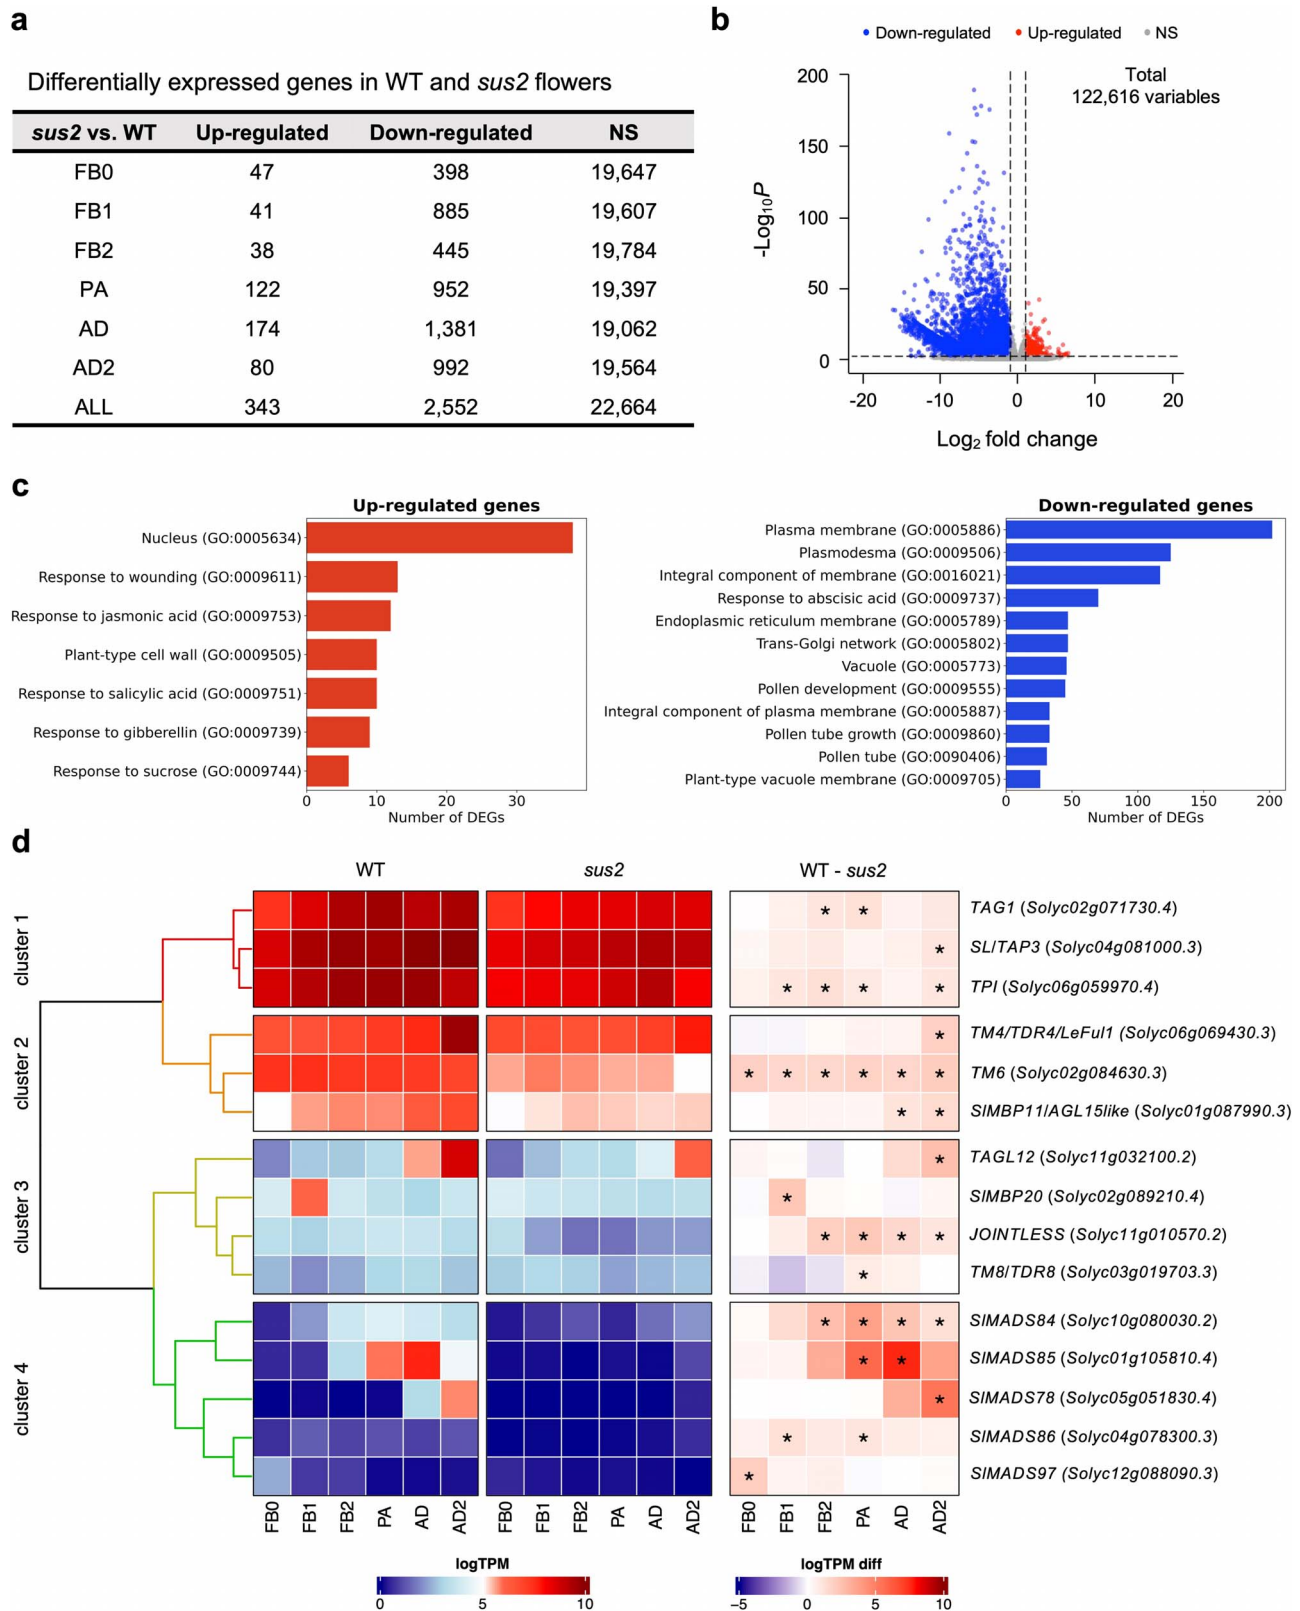 a
Differentially expressed genes in WT and sus2 flowers
sus2 vs. WT Up-regulated Down-regulated NS
FB0 47 398 19,647
FB1 41 885 19,607
FB2 38 445 19,784
PA 122 952 19,397
AD 174 1,381 19,062
AD2 80 992 19,564
ALL 343 2,552 22,664
b
Down-regulated Up-regulated NS
Total
122,616 variables
-Log10P
200
150
100
50
0
-20 -10 0 10 20
Log2 fold change
c
Up-regulated genes
Nucleus (GO:0005634)
Response to wounding (GO:0009611)
Response to jasmonic acid (GO:0009753)
Plant-type cell wall (GO:0009505)
Response to salicylic acid (GO:0009751)
Response to gibberellin (GO:0009739)
Response to sucrose (GO:0009744)
0 10 20 30
Number of DEGs
Down-regulated genes
Plasma membrane (GO:0005886)
Plasmodesma (GO:0009506)
Integral component of membrane (GO:0016021)
Response to abscisic acid (GO:0009737)
Endoplasmic reticulum membrane (GO:0005789)
Trans-Golgi network (GO:0005802)
Vacuole (GO:0005773)
Pollen development (GO:0009555)
Integral component of plasma membrane (GO:0005887)
Pollen tube growth (GO:0009860)
Pollen tube (GO:0090406)
Plant-type vacuole membrane (GO:0009705)
0 50 100 150 200
Number of DEGs
d
WT sus2 WT - sus2
cluster 1
* * TAG1 (Solyc02g071730.4)
* SL/TAP3 (Solyc04g081000.3)
* * * * TPI (Solyc06g059970.4)
cluster 2
* TM4/TDR4/LeFul1 (Solyc06g069430.3)
* * * * * * TM6 (Solyc02g084630.3)
* * SlMBP11/AGL15like (Solyc01g087990.3)
cluster 3
* TAGL12 (Solyc11g032100.2)
* SlMBP20 (Solyc02g089210.4)
* * * * JOINTLESS (Solyc11g010570.2)
* TM8/TDR8 (Solyc03g019703.3)
cluster 4
* * * * SlMADS84 (Solyc10g080030.2)
* * SlMADS85 (Solyc01g105810.4)
* SlMADS78 (Solyc05g051830.4)
* * SlMADS86 (Solyc04g078300.3)
* SlMADS97 (Solyc12g088090.3)
FB0 FB1 FB2 PA AD AD2 FB0 FB1 FB2 PA AD AD2 FB0 FB1 FB2 PA AD AD2
logTPM
0 5 10
logTPM diff
-5 0 5 10